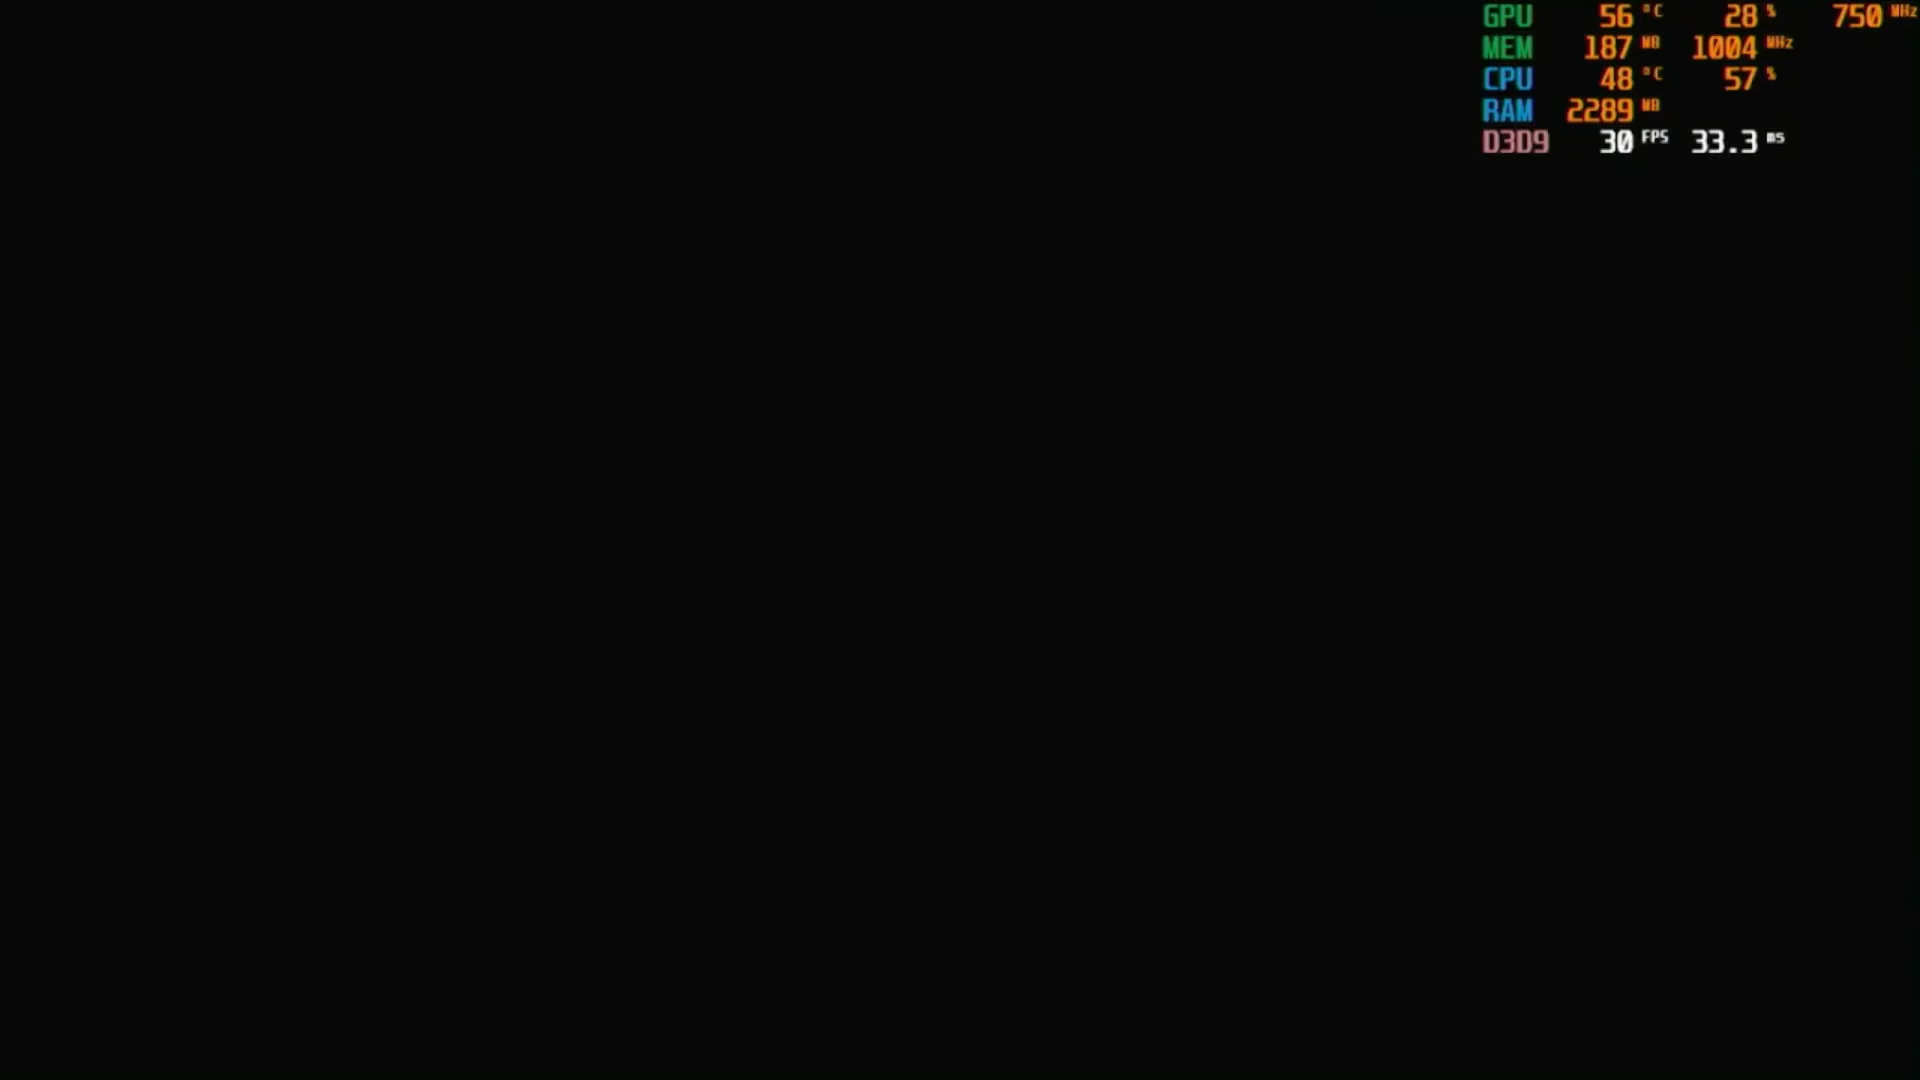 GPU 56 °C 28 % 750 MHz
MEM 187 MB 1004 MHz
CPU 48 °C 57 %
RAM 2289 MB
D3D9 30 FPS 33.3 ms